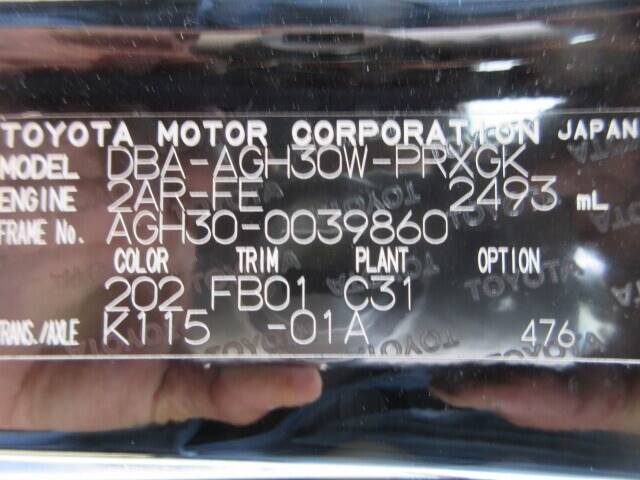 TOYOTA MOTOR CORPORATION JAPAN
MODEL DBA-AGH30W-PRXGK
ENGINE 2AR-FE 2493 mL
FRAME No. AGH30-0039860
COLOR TRIM PLANT OPTION
202 FB01 C31
TRANS./AXLE K115 -01A 476